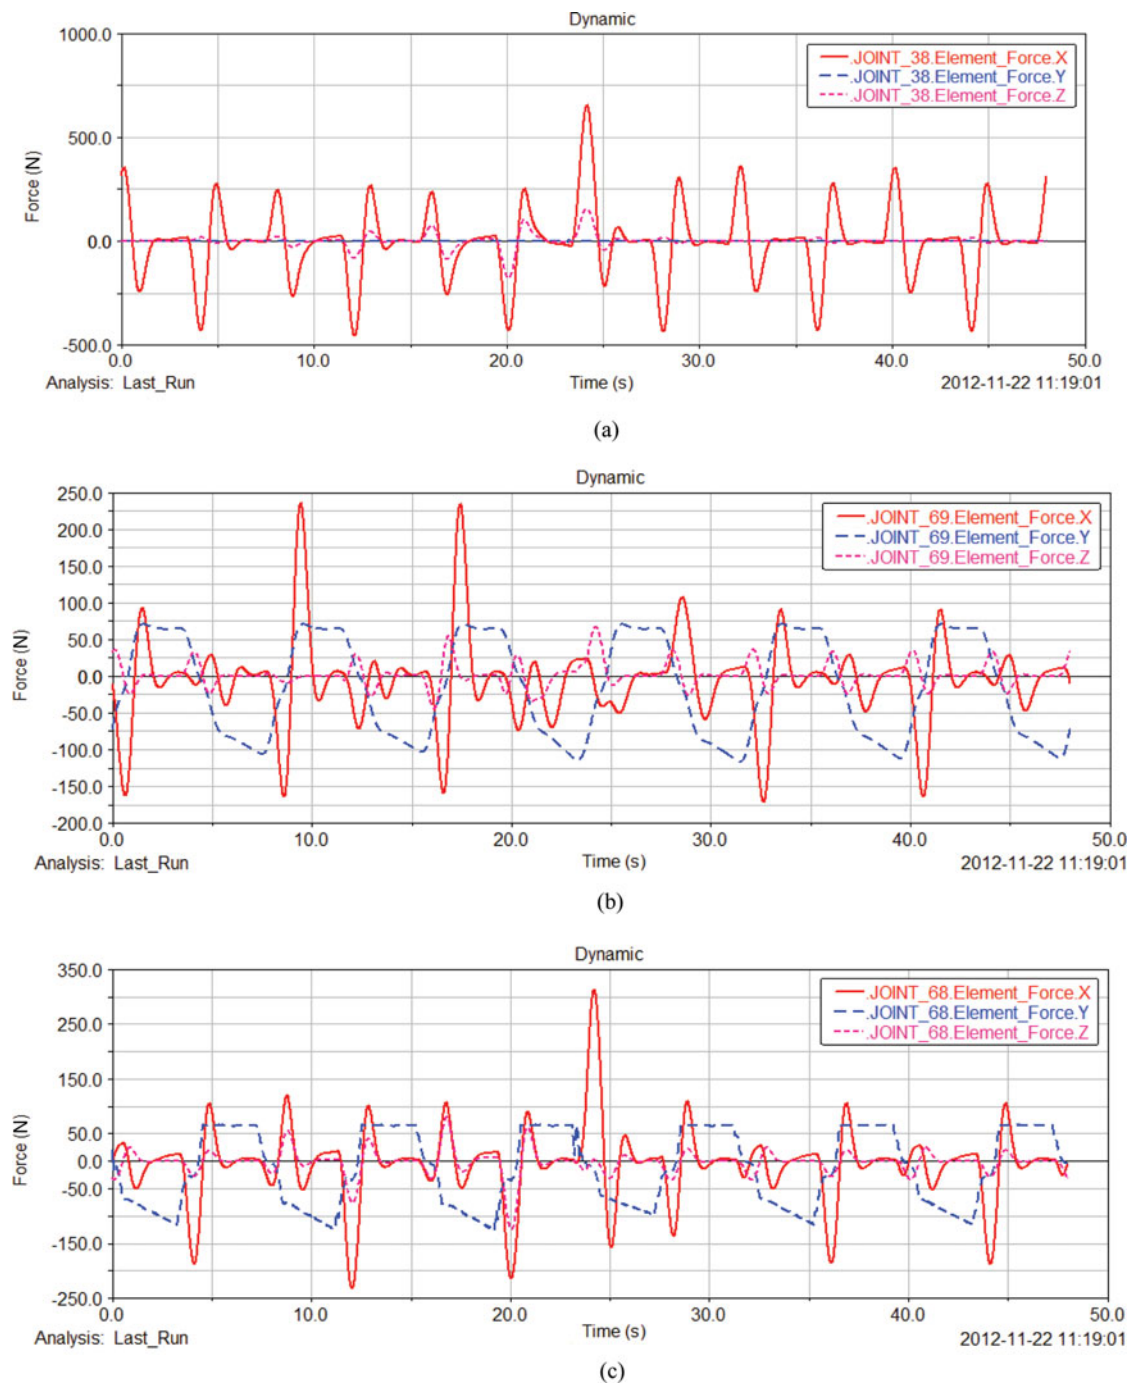 Dynamic
1000.0
.JOINT_38.Element_Force.X
.JOINT_38.Element_Force.Y
.JOINT_38.Element_Force.Z
500.0
Force (N)
0.0
-500.0
0.0 10.0 20.0 30.0 40.0 50.0
Analysis: Last_Run Time (s) 2012-11-22 11:19:01
(a)
Dynamic
250.0
.JOINT_69.Element_Force.X
.JOINT_69.Element_Force.Y
.JOINT_69.Element_Force.Z
200.0
150.0
100.0
50.0
Force (N)
0.0
-50.0
-100.0
-150.0
-200.0
0.0 10.0 20.0 30.0 40.0 50.0
Analysis: Last_Run Time (s) 2012-11-22 11:19:01
(b)
Dynamic
350.0
.JOINT_68.Element_Force.X
.JOINT_68.Element_Force.Y
.JOINT_68.Element_Force.Z
250.0
150.0
50.0
Force (N)
0.0
-50.0
-150.0
-250.0
0.0 10.0 20.0 30.0 40.0 50.0
Analysis: Last_Run Time (s) 2012-11-22 11:19:01
(c)